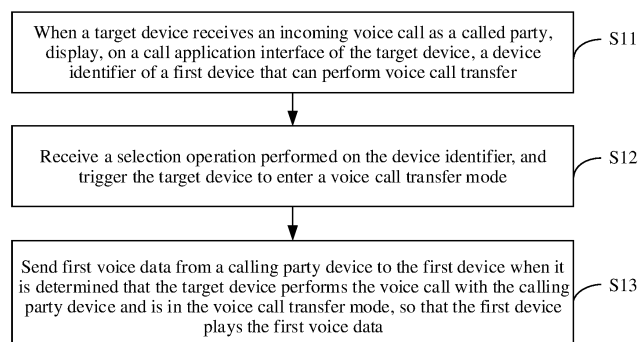 When a target device receives an incoming voice call as a called party,
display, on a call application interface of the target device, a device
identifier of a first device that can perform voice call transfer
S11
Receive a selection operation performed on the device identifier, and
trigger the target device to enter a voice call transfer mode
S12
Send first voice data from a calling party device to the first device when it
is determined that the target device performs the voice call with the calling
party device and is in the voice call transfer mode, so that the first device
plays the first voice data
S13